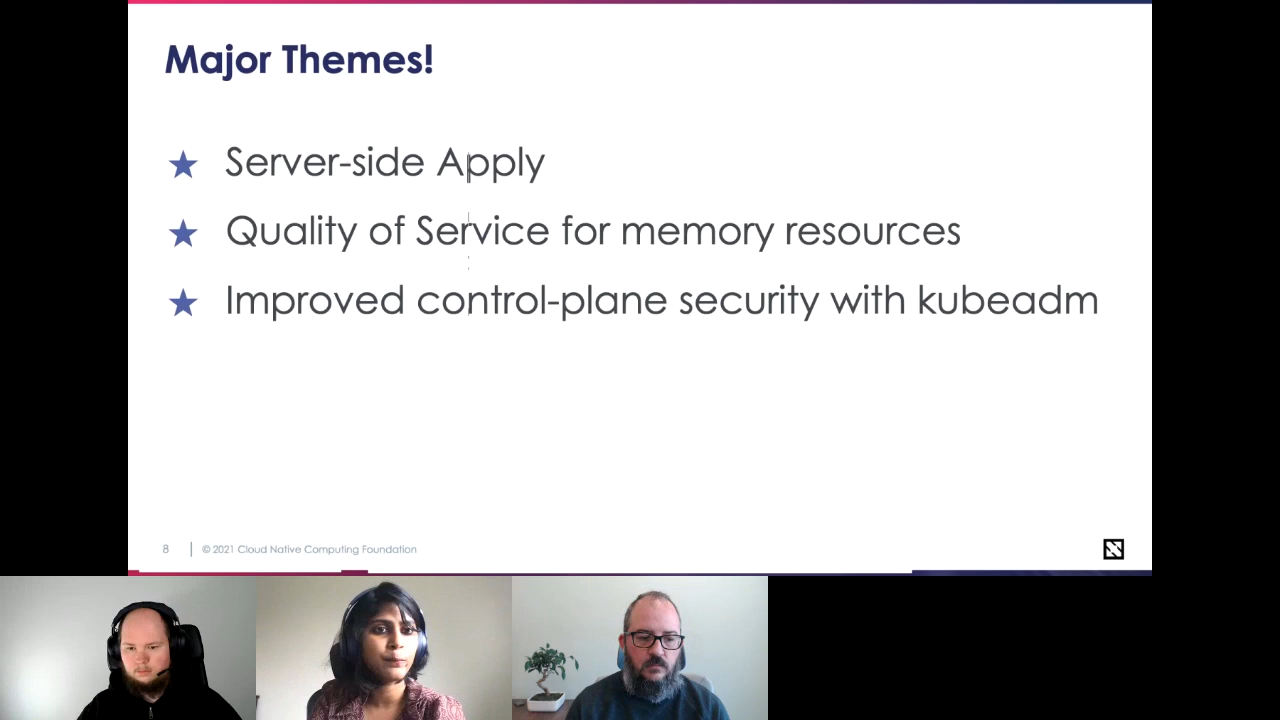 Major Themes!
★ Server-side Apply
★ Quality of Service for memory resources
★ Improved control-plane security with kubeadm
8 | © 2021 Cloud Native Computing Foundation